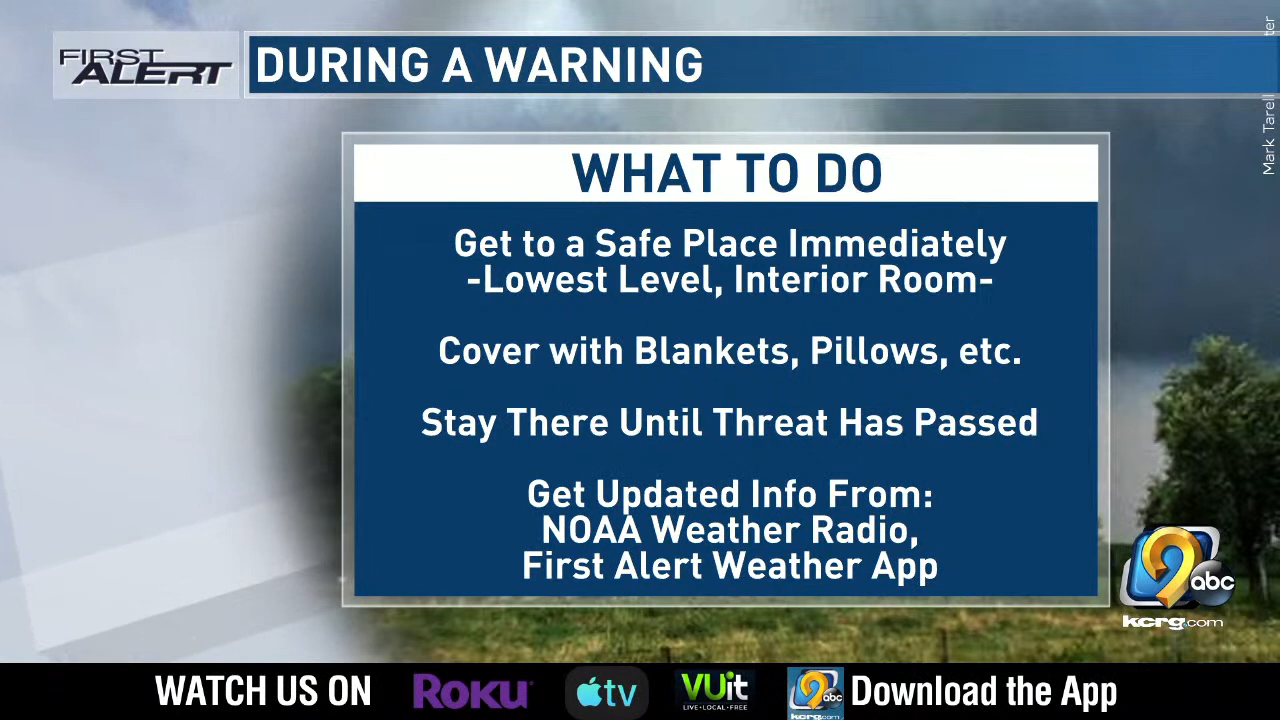 FIRST ALERT
DURING A WARNING
Mark Tarell
WHAT TO DO
Get to a Safe Place Immediately
-Lowest Level, Interior Room-
Cover with Blankets, Pillows, etc.
Stay There Until Threat Has Passed
Get Updated Info From:
NOAA Weather Radio,
First Alert Weather App
9 abc
kcrg.com
WATCH US ON ROKU tv VUit 9 abc Download the App
LIVE•LOCAL•FREE kcrg.com